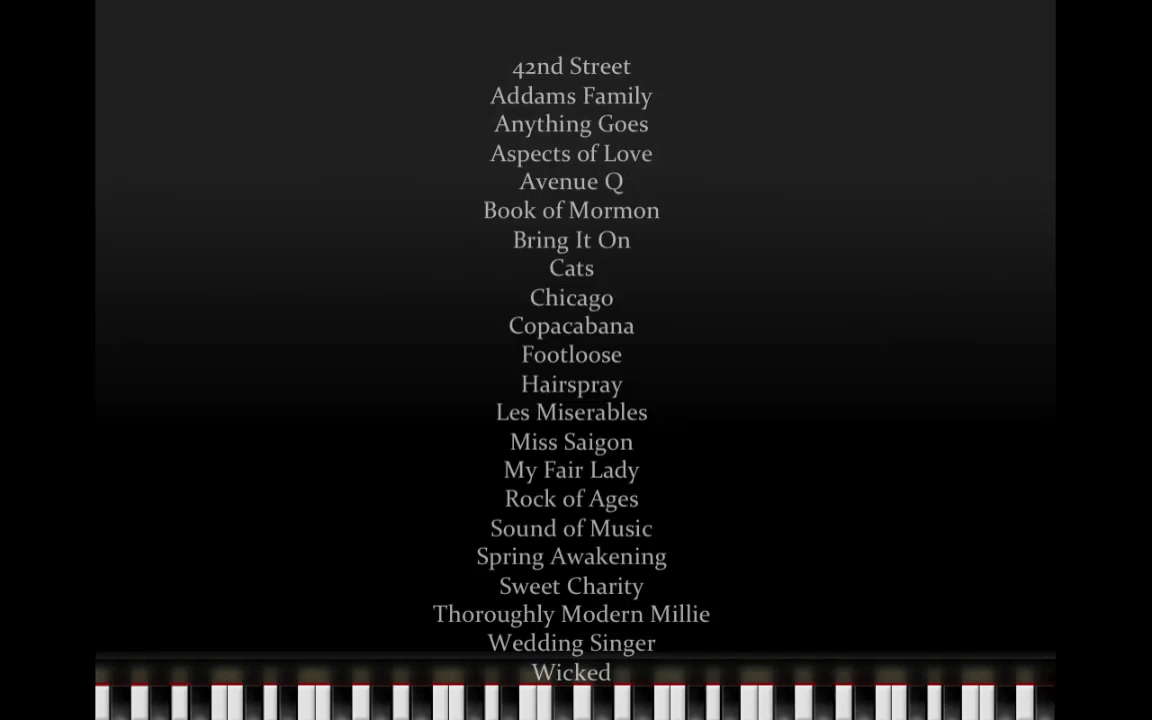 42nd Street
Addams Family
Anything Goes
Aspects of Love
Avenue Q
Book of Mormon
Bring It On
Cats
Chicago
Copacabana
Footloose
Hairspray
Les Miserables
Miss Saigon
My Fair Lady
Rock of Ages
Sound of Music
Spring Awakening
Sweet Charity
Thoroughly Modern Millie
Wedding Singer
Wicked